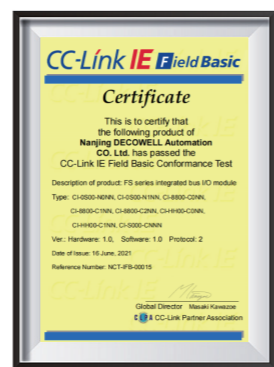 CC-Link IE Field Basic
Certificate
This is to certify that
the following product of
Nanjing DECOWELL Automation
CO. Ltd. has passed the
CC-Link IE Field Basic Conformance Test
Description of product: FS series integrated bus I/O module
Type: CI-0S00-N0NN, CI-0S00-N1NN, CI-8800-C0NN,
CI-8800-C1NN, CI-8800-C2NN, CI-HH00-C0NN,
CI-HH00-C1NN, CI-S000-CNNN
Ver.: Hardware: 1.0, Software: 1.0 Protocol: 2
Date of Issue: 16 June, 2021
Reference Number: NCT-IFB-00015
Global Director Masaki Kawazoe
CLPA CC-Link Partner Association